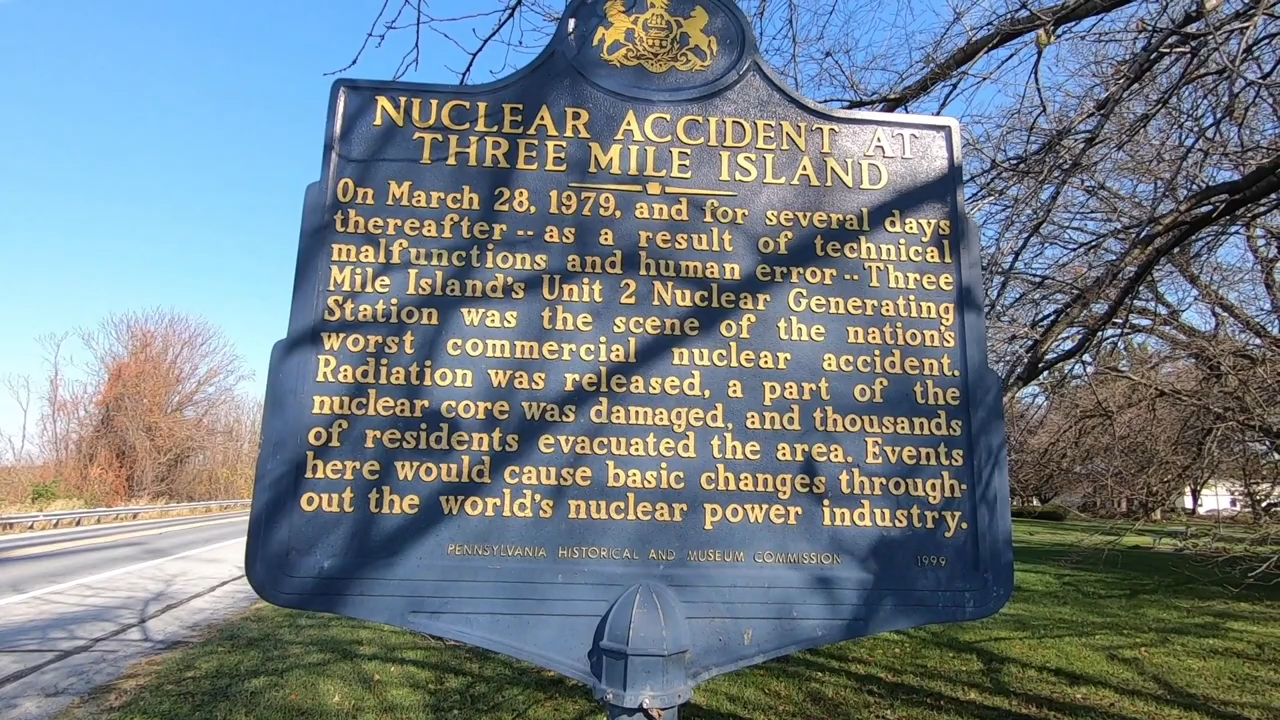 NUCLEAR ACCIDENT AT
THREE MILE ISLAND
On March 28, 1979, and for several days
thereafter -- as a result of technical
malfunctions and human error -- Three
Mile Island's Unit 2 Nuclear Generating
Station was the scene of the nation's
worst commercial nuclear accident.
Radiation was released, a part of the
nuclear core was damaged, and thousands
of residents evacuated the area. Events
here would cause basic changes through-
out the world's nuclear power industry.
PENNSYLVANIA HISTORICAL AND MUSEUM COMMISSION 1999